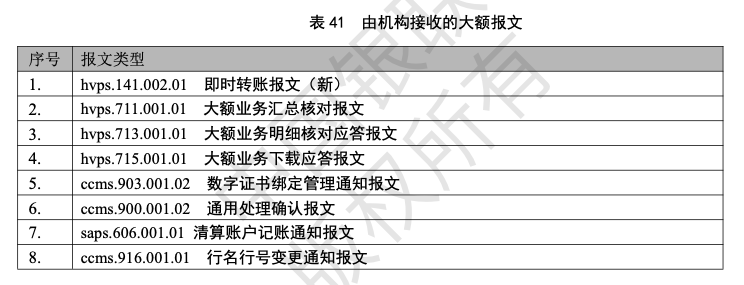 表 41 由机构接收的大额报文
序号 报文类型
1. hvps.141.002.01 即时转账报文（新）
2. hvps.711.001.01 大额业务汇总核对报文
3. hvps.713.001.01 大额业务明细核对应答报文
4. hvps.715.001.01 大额业务下载应答报文
5. ccms.903.001.02 数字证书绑定管理通知报文
6. ccms.900.001.02 通用处理确认报文
7. saps.606.001.01 清算账户记账通知报文
8. ccms.916.001.01 行名行号变更通知报文
中国银联
版权所有